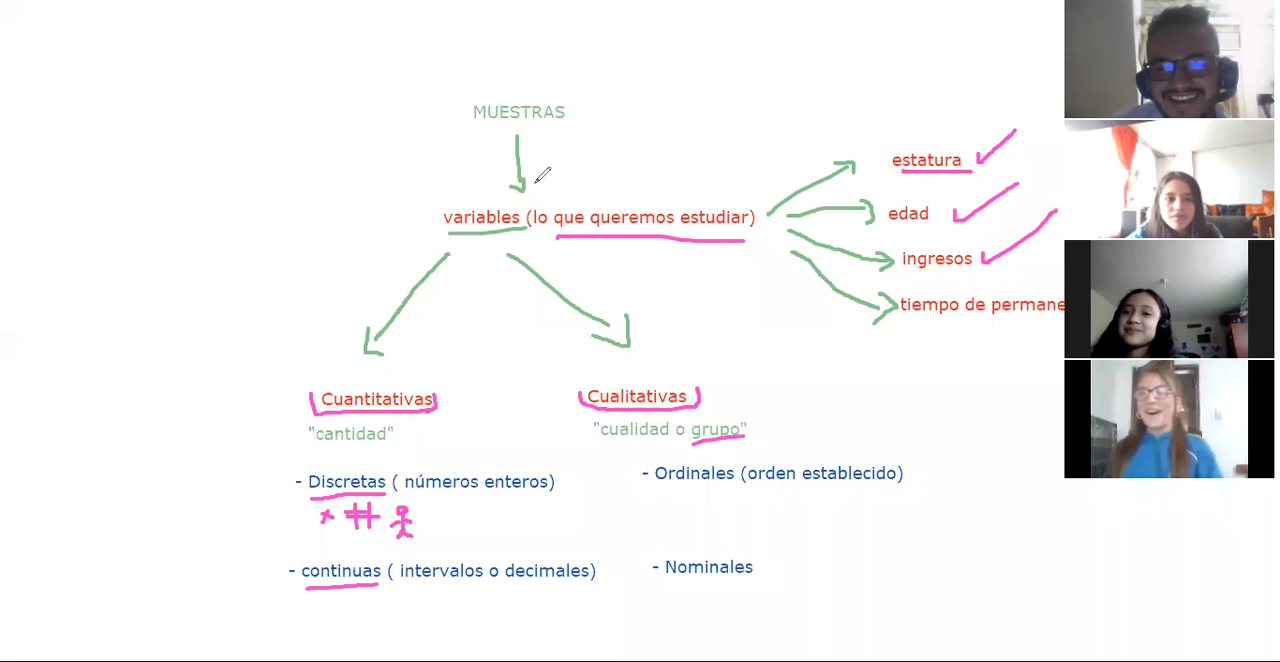 MUESTRAS
estatura
edad
variables (lo que queremos estudiar)
ingresos
tiempo de permane
Cuantitativas
"cantidad"
- Discretas ( números enteros)
#
- continuas ( intervalos o decimales)
Cualitativas
"cualidad o grupo"
- Ordinales (orden establecido)
- Nominales